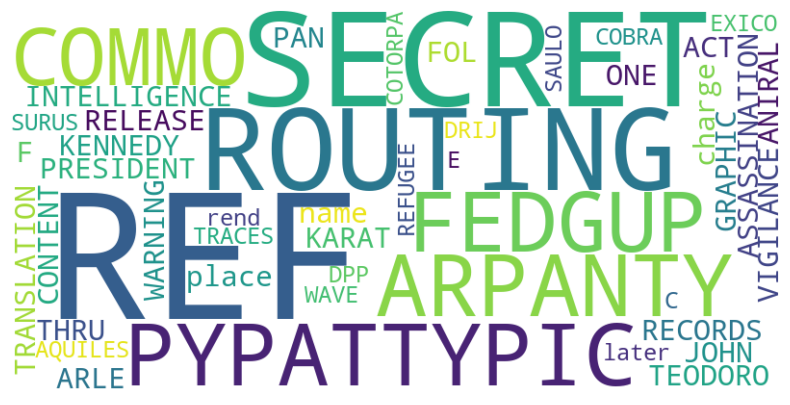 COMMO
SECRET
PAN
COTORPA
FOL
SAULO
COBRA
EXICO
ACT
ONE
INTELLIGENCE
SURUS
RELEASE
ROUTING
DRIJ
E
charge
GRAPHIC
ASSASSINATION
VIGILANCE
ANIRAL
F
KENNEDY
PRESIDENT
TRANSLATION
CONTENT
WARNING
REF
rend
TRACES
name
KARAT
REFUGEE
FEDGUP
place
DPP
WAVE
ARPANTY
C
THRU
AQUILES
ARLE
PYPATTYPIC
later
RECORDS
JOHN
TEODORO